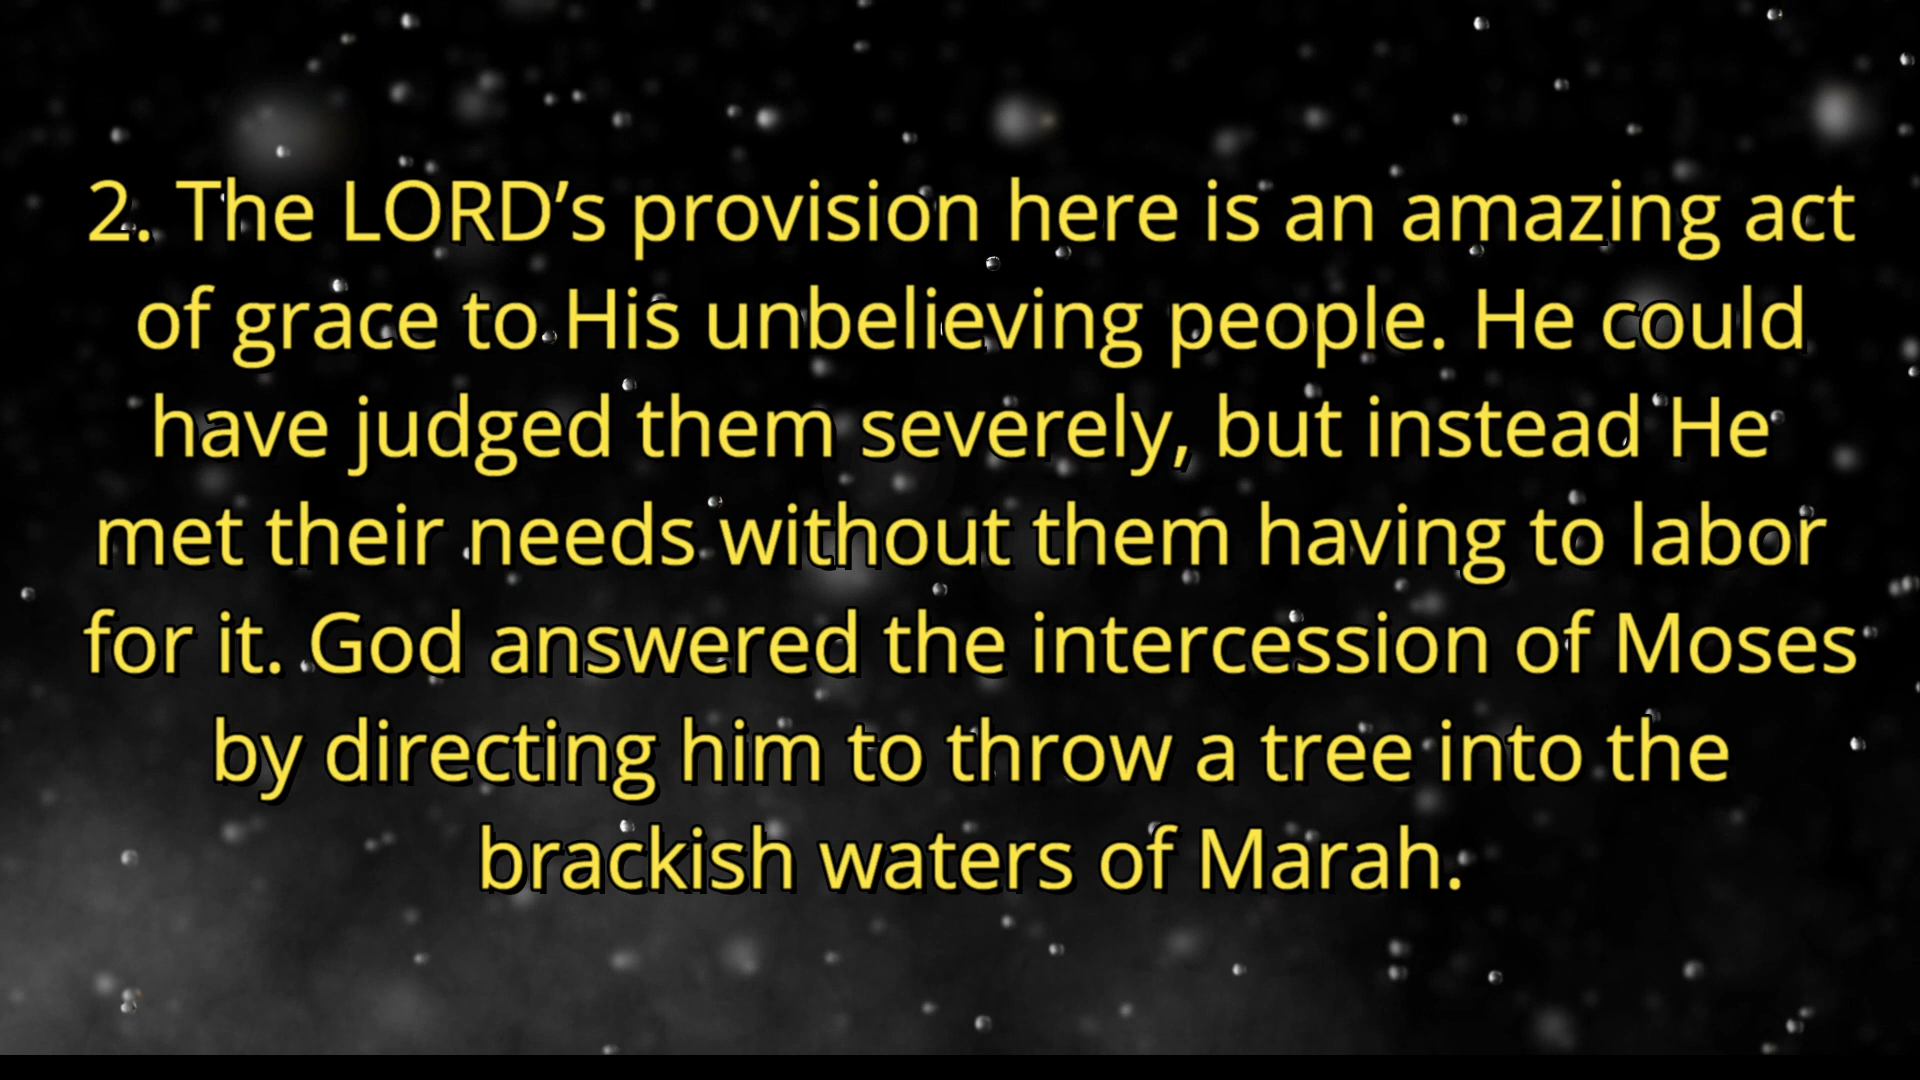 2. The LORD’s provision here is an amazing act
of grace to His unbelieving people. He could
have judged them severely, but instead He
met their needs without them having to labor
for it. God answered the intercession of Moses
by directing him to throw a tree into the
brackish waters of Marah.